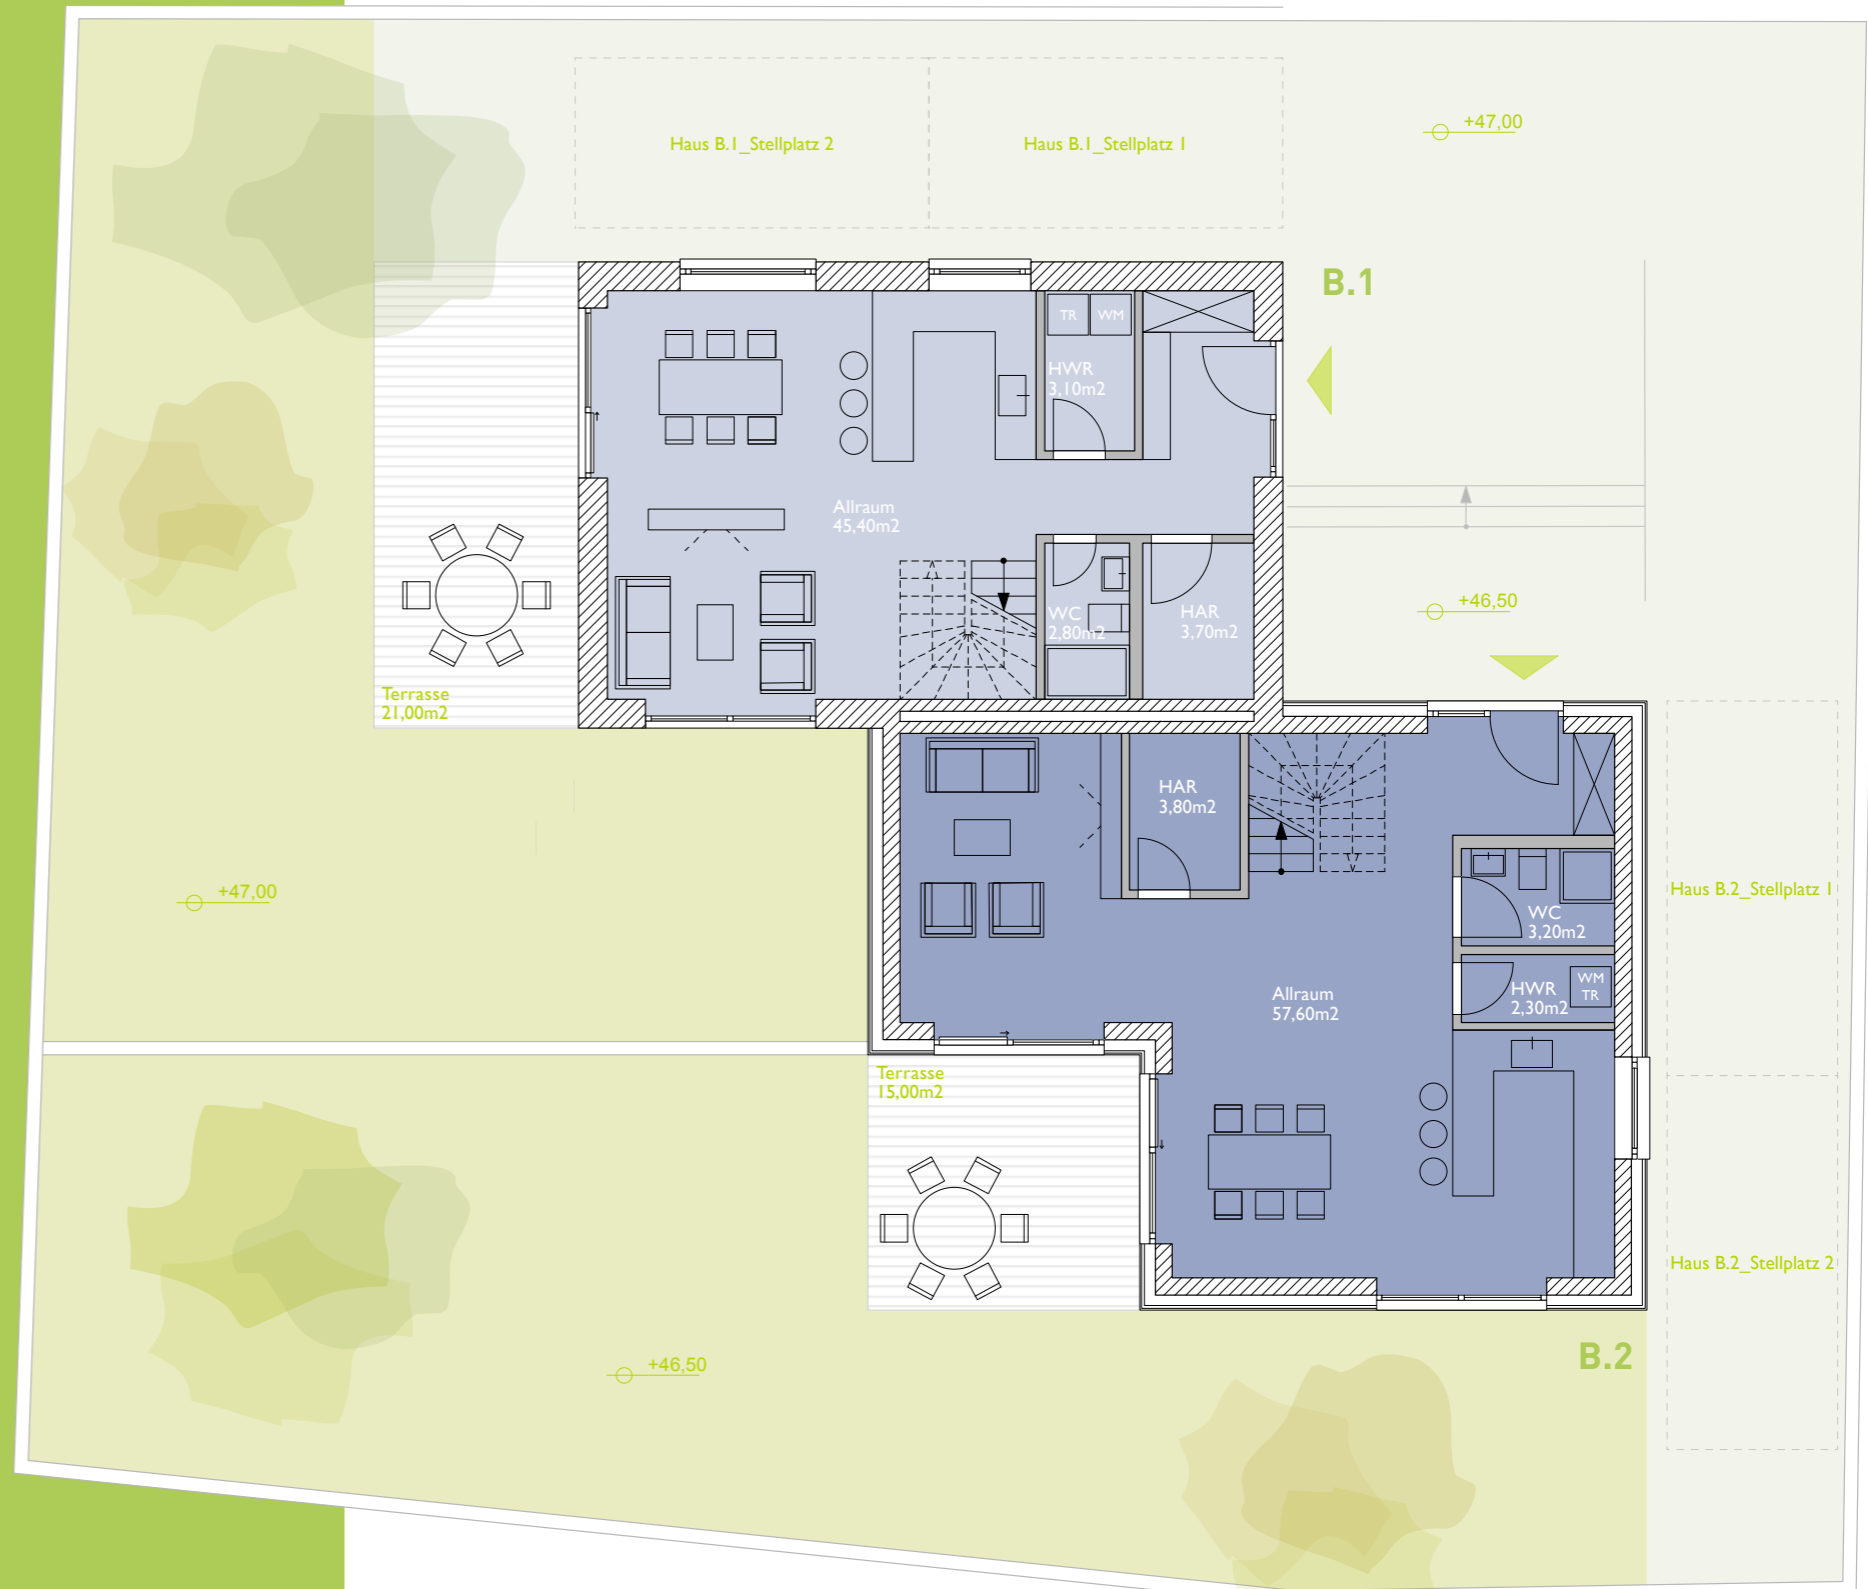 Haus B.1_Stellplatz 2
Haus B.1_Stellplatz 1
+47,00
B.1
TR
WM
HWR
3,10m2
Allraum
45,40m2
WC
2,80m2
HAR
3,70m2
+46,50
Terrasse
21,00m2
HAR
3,80m2
+47,00
Haus B.2_Stellplatz 1
WC
3,20m2
WM
TR
HWR
2,30m2
Allraum
57,60m2
Terrasse
15,00m2
Haus B.2_Stellplatz 2
B.2
+46,50